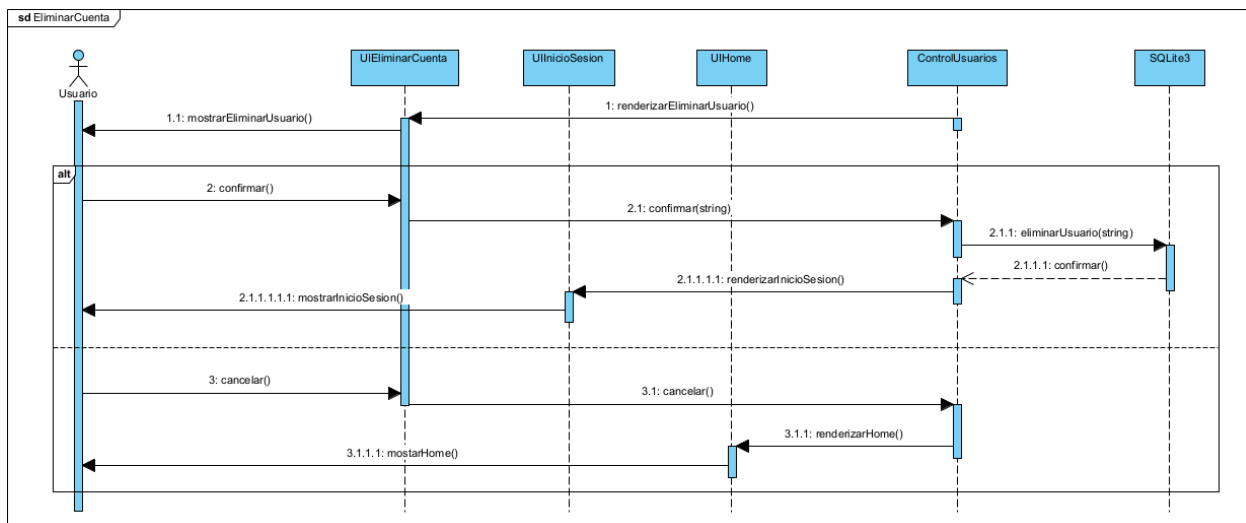 sd EliminarCuenta
Usuario
UIEliminarCuenta
UIInicioSesion
UIHome
ControlUsuarios
SQLite3
1: renderizarEliminarUsuario()
1.1: mostrarEliminarUsuario()
alt
2: confirmar()
2.1: confirmar(string)
2.1.1: eliminarUsuario(string)
2.1.1.1: confirmar()
2.1.1.1.1: renderizarInicioSesion()
2.1.1.1.1.1: mostrarInicioSesion()
3: cancelar()
3.1: cancelar()
3.1.1: renderizarHome()
3.1.1.1: mostarHome()